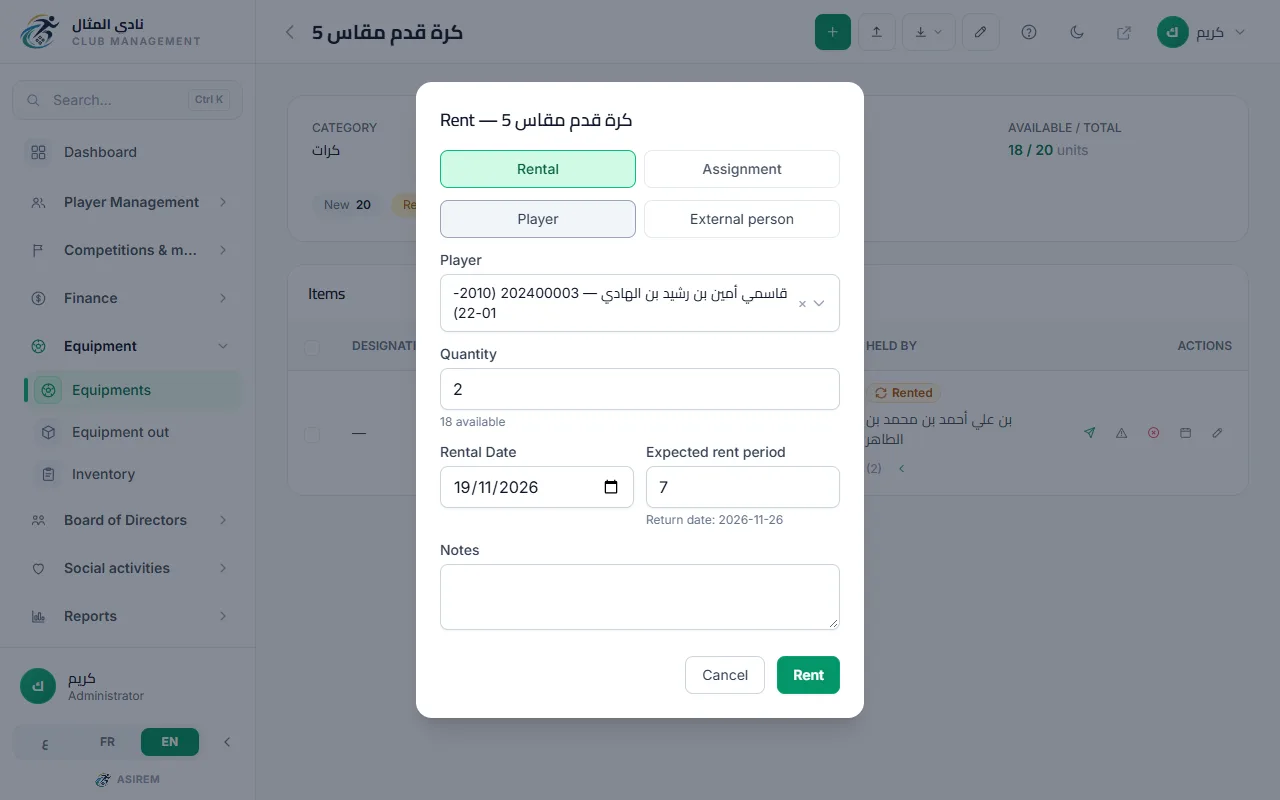 نادي المثال
CLUB MANAGEMENT
Search...
Ctrl K
Dashboard
Player Management
Competitions & m...
Finance
Equipment
Equipments
Equipment out
Inventory
Board of Directors
Social activities
Reports
كريم
Administrator
ع
FR
EN
ASIREM
كرة قدم مقاس 5
كريم
CATEGORY
كرات
New 20
Re
AVAILABLE / TOTAL
18 / 20 units
Items
DESIGNATI
HELD BY
ACTIONS
—
Rented
بن علي أحمد بن محمد بن
الطاهر
(2)
Rent — كرة قدم مقاس 5
Rental
Assignment
Player
External person
Player
قاسمي أمين بن رشيد بن الهادي — 202400003 (2010-
01-22)
Quantity
2
18 available
Rental Date
Expected rent period
19/11/2026
7
Return date: 2026-11-26
Notes
Cancel
Rent